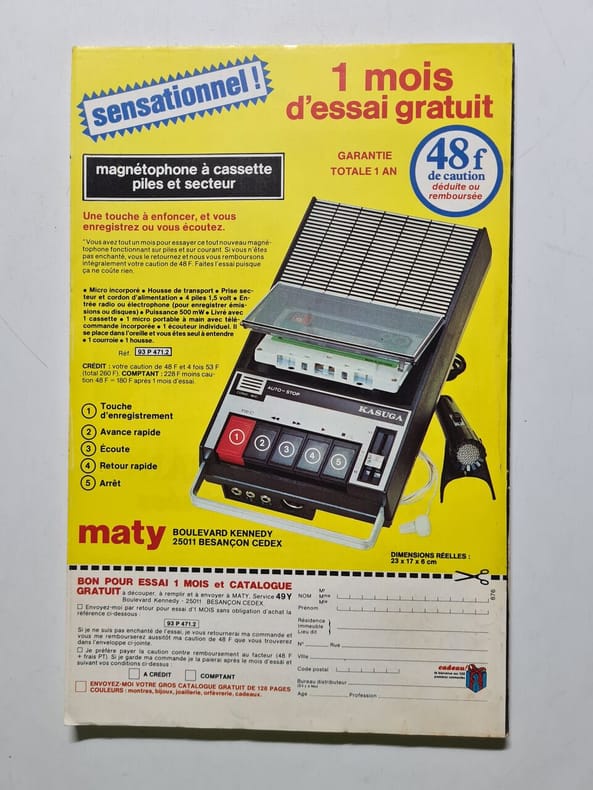 sensationnel !
1 mois
d'essai gratuit
GARANTIE
TOTALE 1 AN
48f
de caution
déduite ou
remboursée
magnétophone à cassette
piles et secteur
Une touche à enfoncer, et vous
enregistrez ou vous écoutez.
"Vous avez tout un mois pour essayer ce tout nouveau magné-
tophone fonctionnant sur piles et sur courant. Si vous n'êtes
pas enchanté, vous le retournez et nous vous remboursons
intégralement votre caution de 48 F. Faites l'essai puisque
ça ne coûte rien.
• Micro incorporé • Housse de transport • Prise sec-
teur et cordon d'alimentation • 4 piles 1,5 volt • En-
trée radio ou électrophone (pour enregistrer émis-
sions ou disques) • Puissance 500 mW • Livré avec
1 cassette • 1 micro portable à main avec télé-
commande incorporée • 1 écouteur individuel. Il
se place dans l'oreille et vous êtes seul à entendre
• 1 courroie • 1 housse.
Réf. 93 P 471.2
CRÉDIT : votre caution de 48 F et 4 fois 53 F
(total 260 F). COMPTANT : 228 F moins cau-
tion 48 F = 180 F après 1 mois d'essai.
1 Touche
d'enregistrement
2 Avance rapide
3 Écoute
4 Retour rapide
5 Arrêt
AUTO-STOP
KASUGA
1 2 3 4 5
maty
BOULEVARD KENNEDY
25011 BESANÇON CEDEX
DIMENSIONS RÉELLES :
23 x 17 x 6 cm
BON POUR ESSAI 1 MOIS et CATALOGUE
GRATUIT à découper, à remplir et à envoyer à MATY, Service 49 Y
Boulevard Kennedy - 25011 BESANÇON CEDEX
Envoyez-moi par retour pour essai d'1 MOIS sans obligation d'achat la
référence ci-dessous :
93 P 471.2
Si je ne suis pas enchanté de l'essai, je vous retournerai ma commande et
vous me rembourserez aussitôt ma caution de 48 F que vous trouverez
dans l'enveloppe ci-jointe.
Je préfère payer la caution contre remboursement au facteur (48 F
+ frais PT). Si je garde ma commande je la paierai après le mois d'essai et
suivant vos conditions ci-dessous :
A CRÉDIT
COMPTANT
ENVOYEZ-MOI VOTRE GROS CATALOGUE GRATUIT DE 128 PAGES
COULEURS : montres, bijoux, joaillerie, orfèvrerie, cadeaux.
676
NOM
Mr
Mme
Mlle
Prénom
Résidence
Immeuble
Lieu dit
N° Rue
Ville
Code postal
Bureau distributeur
Age Profession
cadeau!